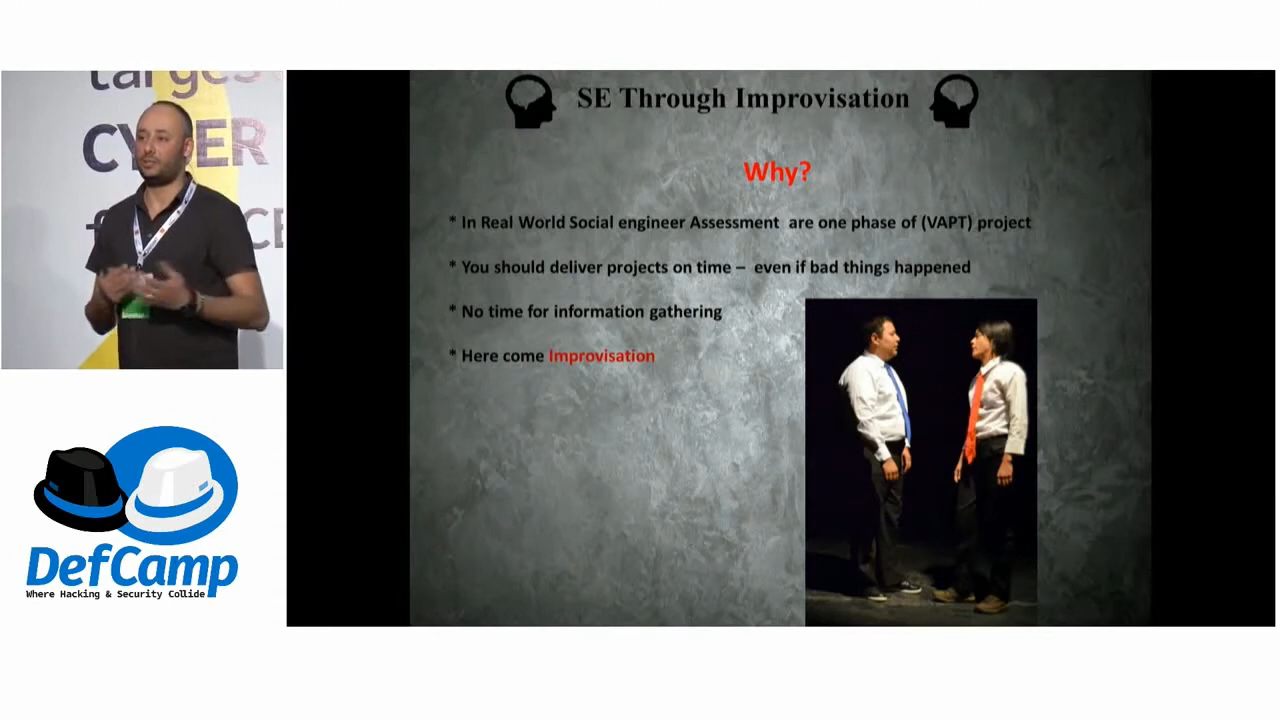 CYBER
SE Through Improvisation
Why?
* In Real World Social engineer Assessment are one phase of (VAPT) project
* You should deliver projects on time – even if bad things happened
* No time for information gathering
* Here come Improvisation
DefCamp
Where Hacking & Security Collide